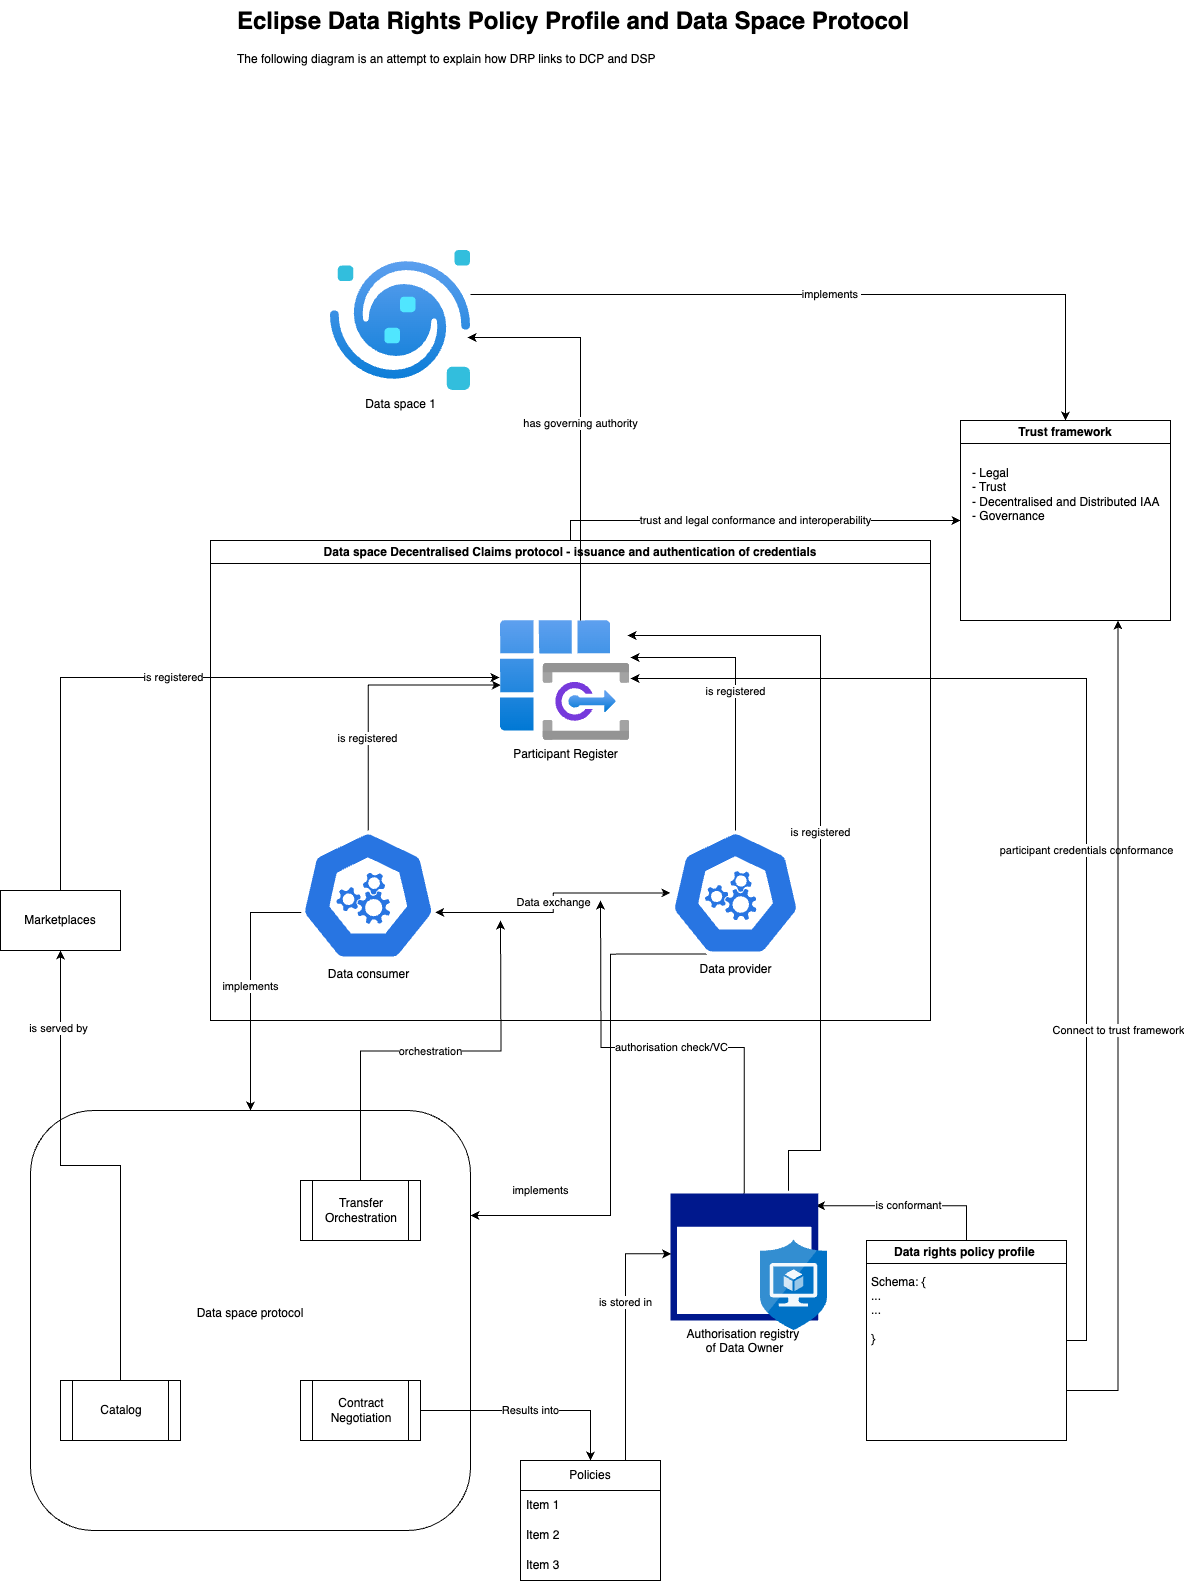 Eclipse Data Rights Policy Profile and Data Space Protocol
The following diagram is an attempt to explain how DRP links to DCP and DSP
implements
Data space 1
has governing authority
Trust framework
- Legal
- Trust
- Decentralised and Distributed IAA
- Governance
trust and legal conformance and interoperability
Data space Decentralised Claims protocol - issuance and authentication of credentials
is registered
is registered
is registered
Participant Register
is registered
participant credentials conformance
Marketplaces
Data exchange
Data consumer
Data provider
implements
is served by
Connect to trust framework
orchestration
authorisation check/VC
implements
Transfer
Orchestration
is conformant
Data rights policy profile
Schema: {
...
...
}
Data space protocol
is stored in
Authorisation registry
of Data Owner
Catalog
Contract
Negotiation
Results into
Policies
Item 1
Item 2
Item 3